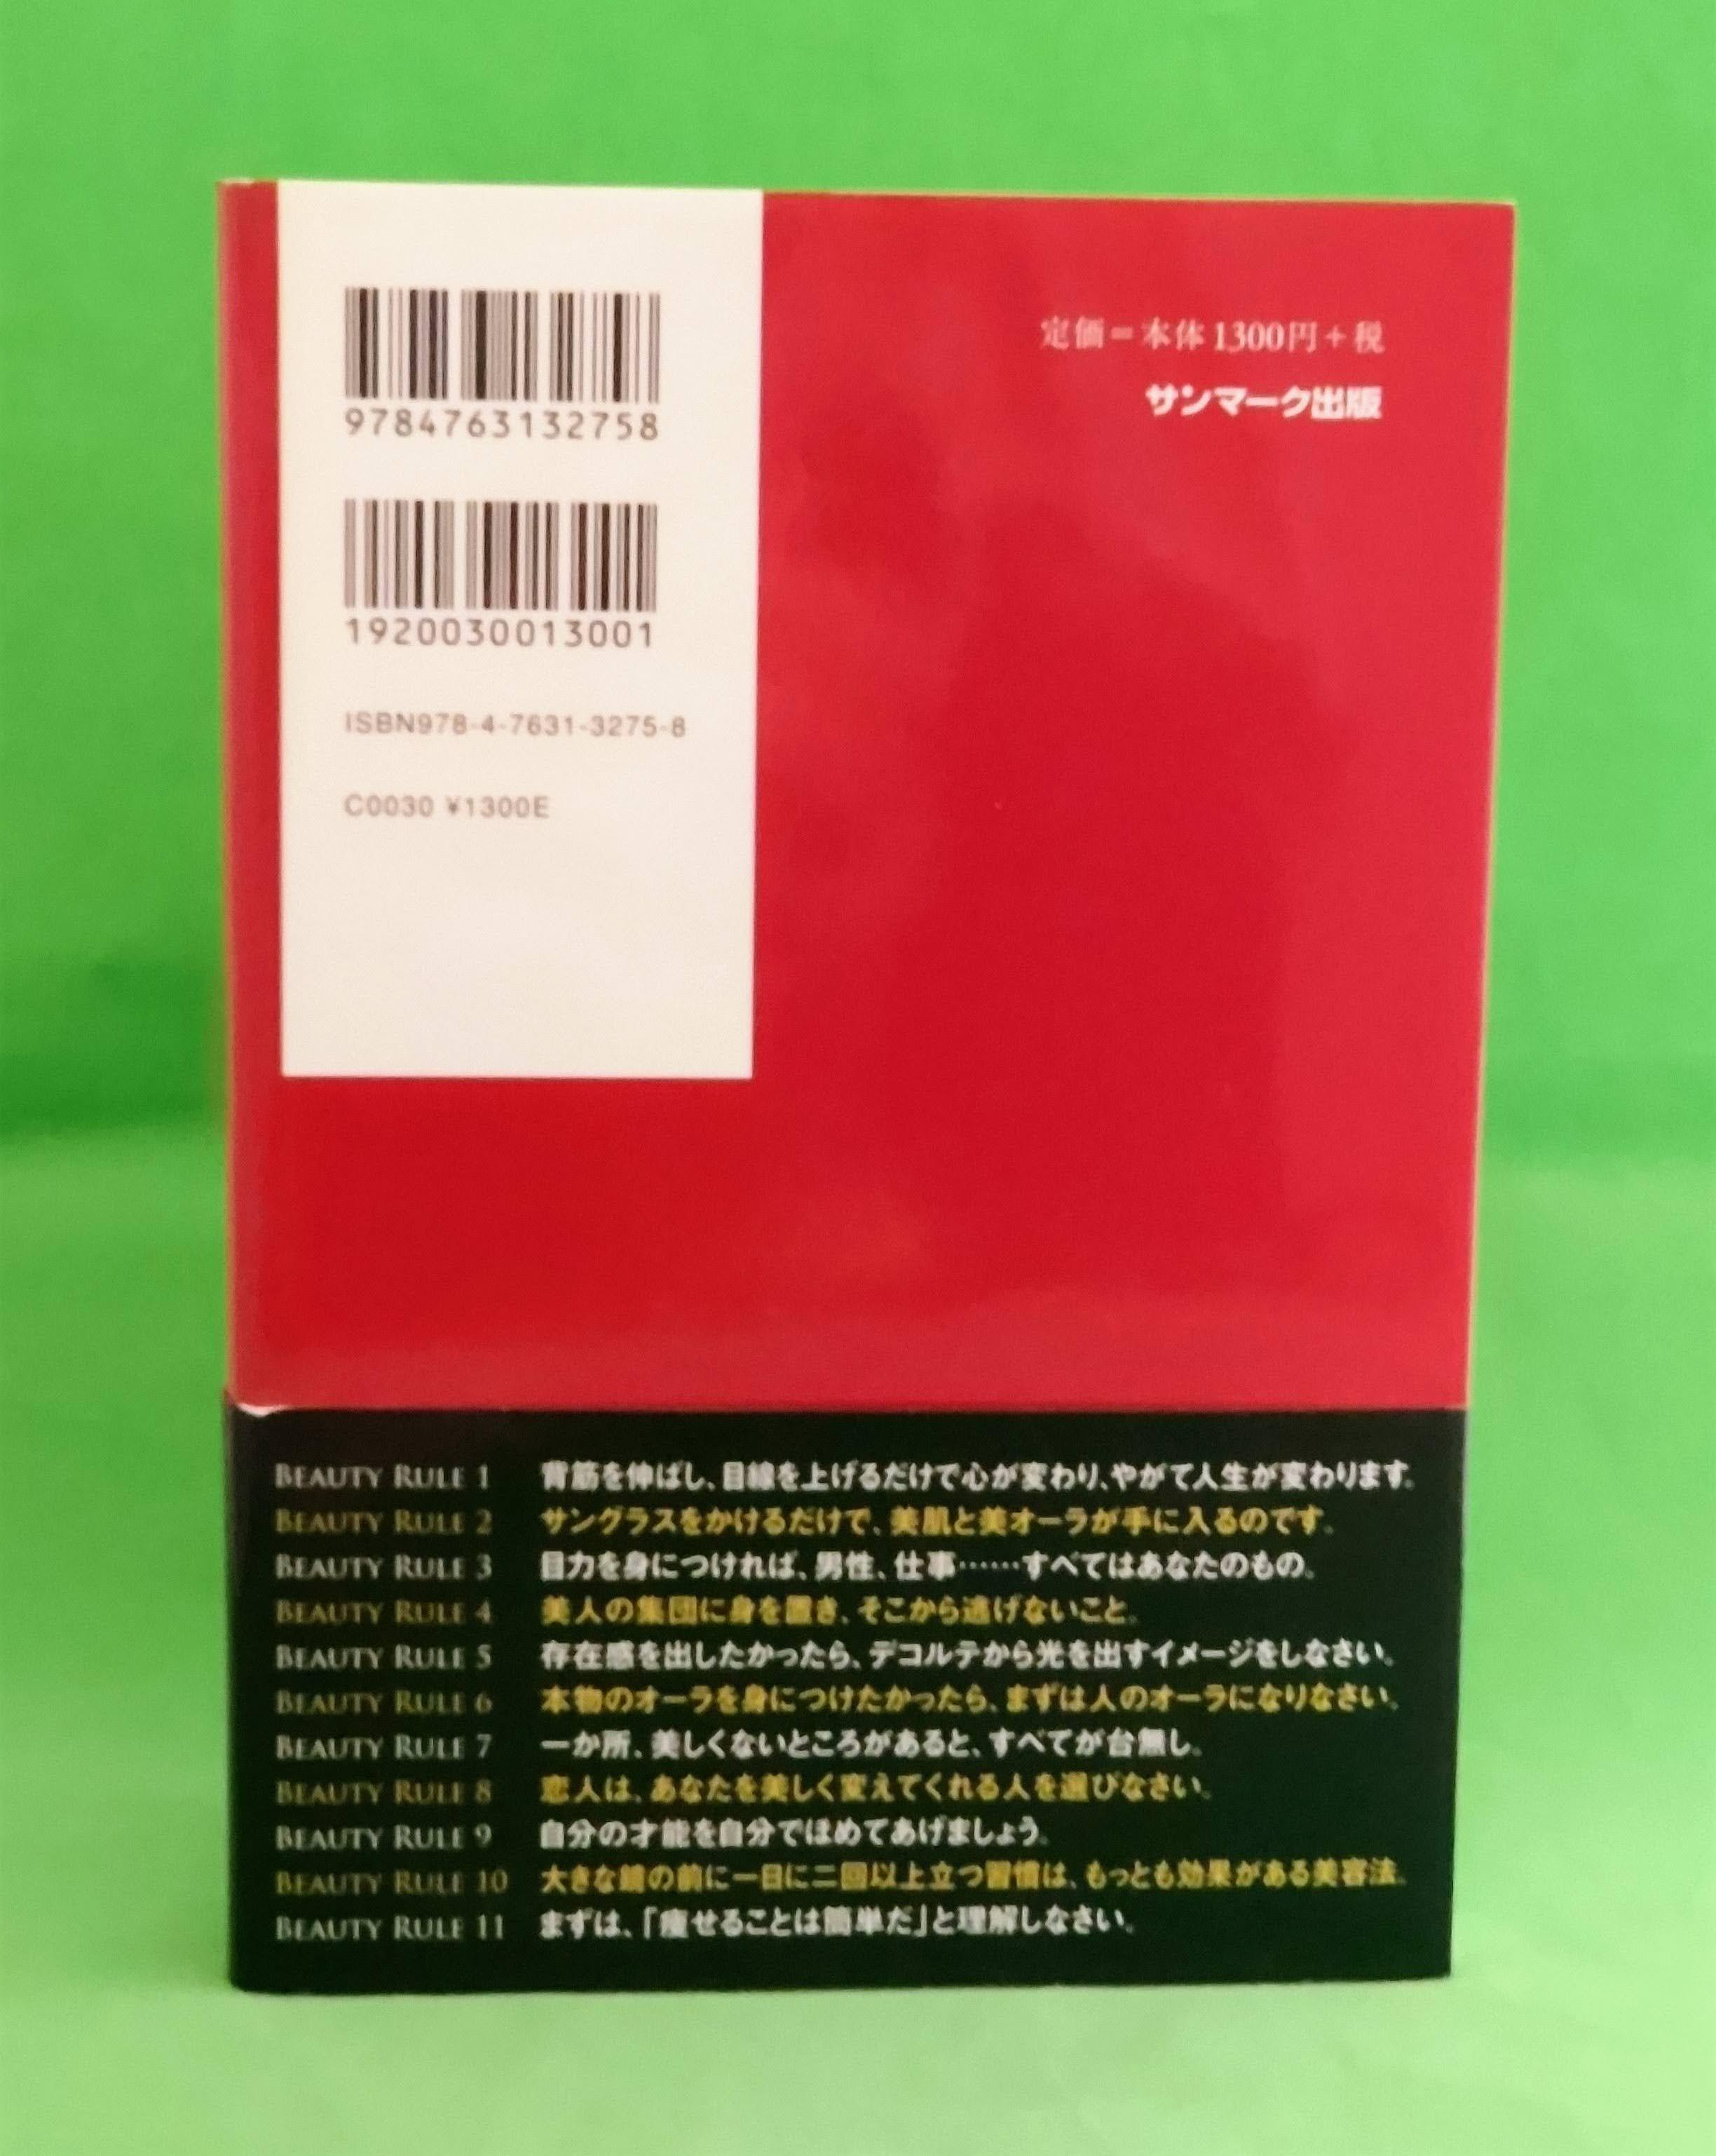 9784763132758
1920030013001
ISBN978-4-7631-3275-8
C0030 ¥1300E
定価＝本体1300円＋税
サンマーク出版
BEAUTY RULE 1 背筋を伸ばし、目線を上げるだけで心が変わり、やがて人生が変わります。
BEAUTY RULE 2 サングラスをかけるだけで、美肌と美オーラが手に入るのです。
BEAUTY RULE 3 目力を身につければ、男性、仕事……すべてはあなたのもの。
BEAUTY RULE 4 美人の集団に身を置き、そこから逃げないこと。
BEAUTY RULE 5 存在感を出したかったら、デコルテから光を出すイメージをしなさい。
BEAUTY RULE 6 本物のオーラを身につけたかったら、まずは人のオーラになりなさい。
BEAUTY RULE 7 一か所、美しくないところがあると、すべてが台無し。
BEAUTY RULE 8 恋人は、あなたを美しく変えてくれる人を選びなさい。
BEAUTY RULE 9 自分の才能を自分でほめてあげましょう。
BEAUTY RULE 10 大きな鏡の前に一日に二回以上立つ習慣は、もっとも効果がある美容法。
BEAUTY RULE 11 まずは、「痩せることは簡単だ」と理解しなさい。